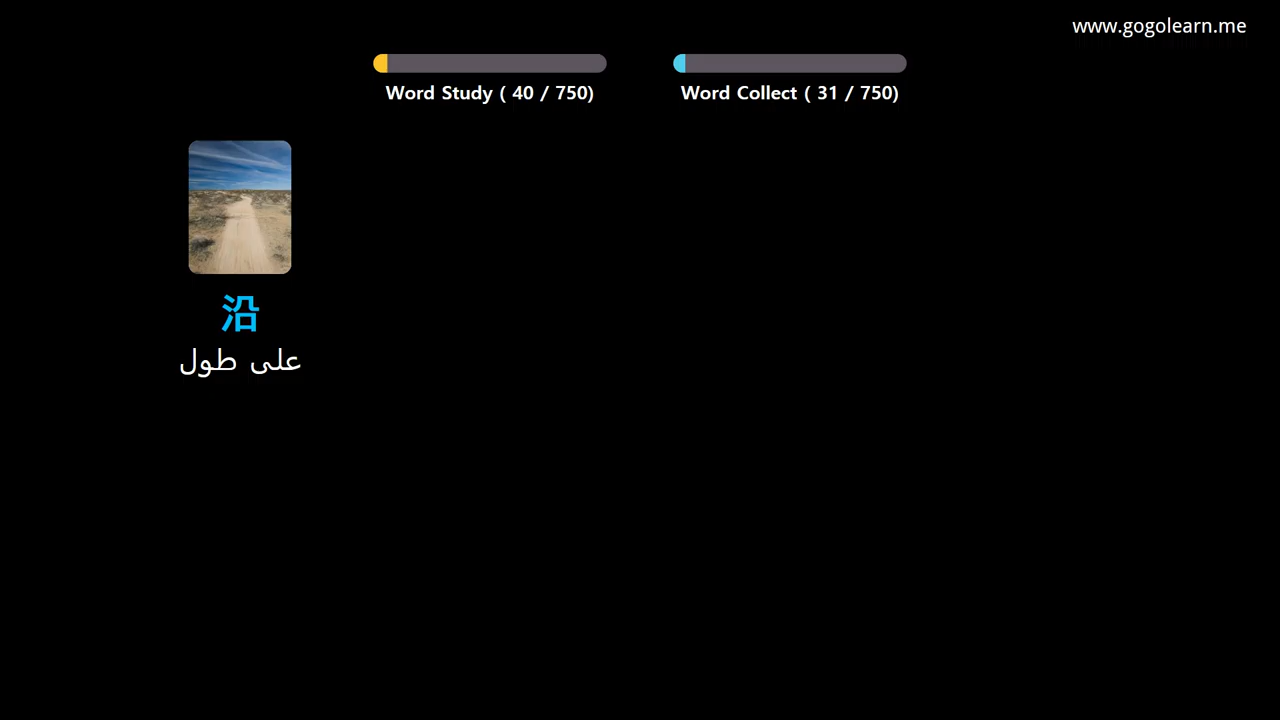 www.gogolearn.me
Word Study ( 40 / 750)
Word Collect ( 31 / 750)
沿
على طول